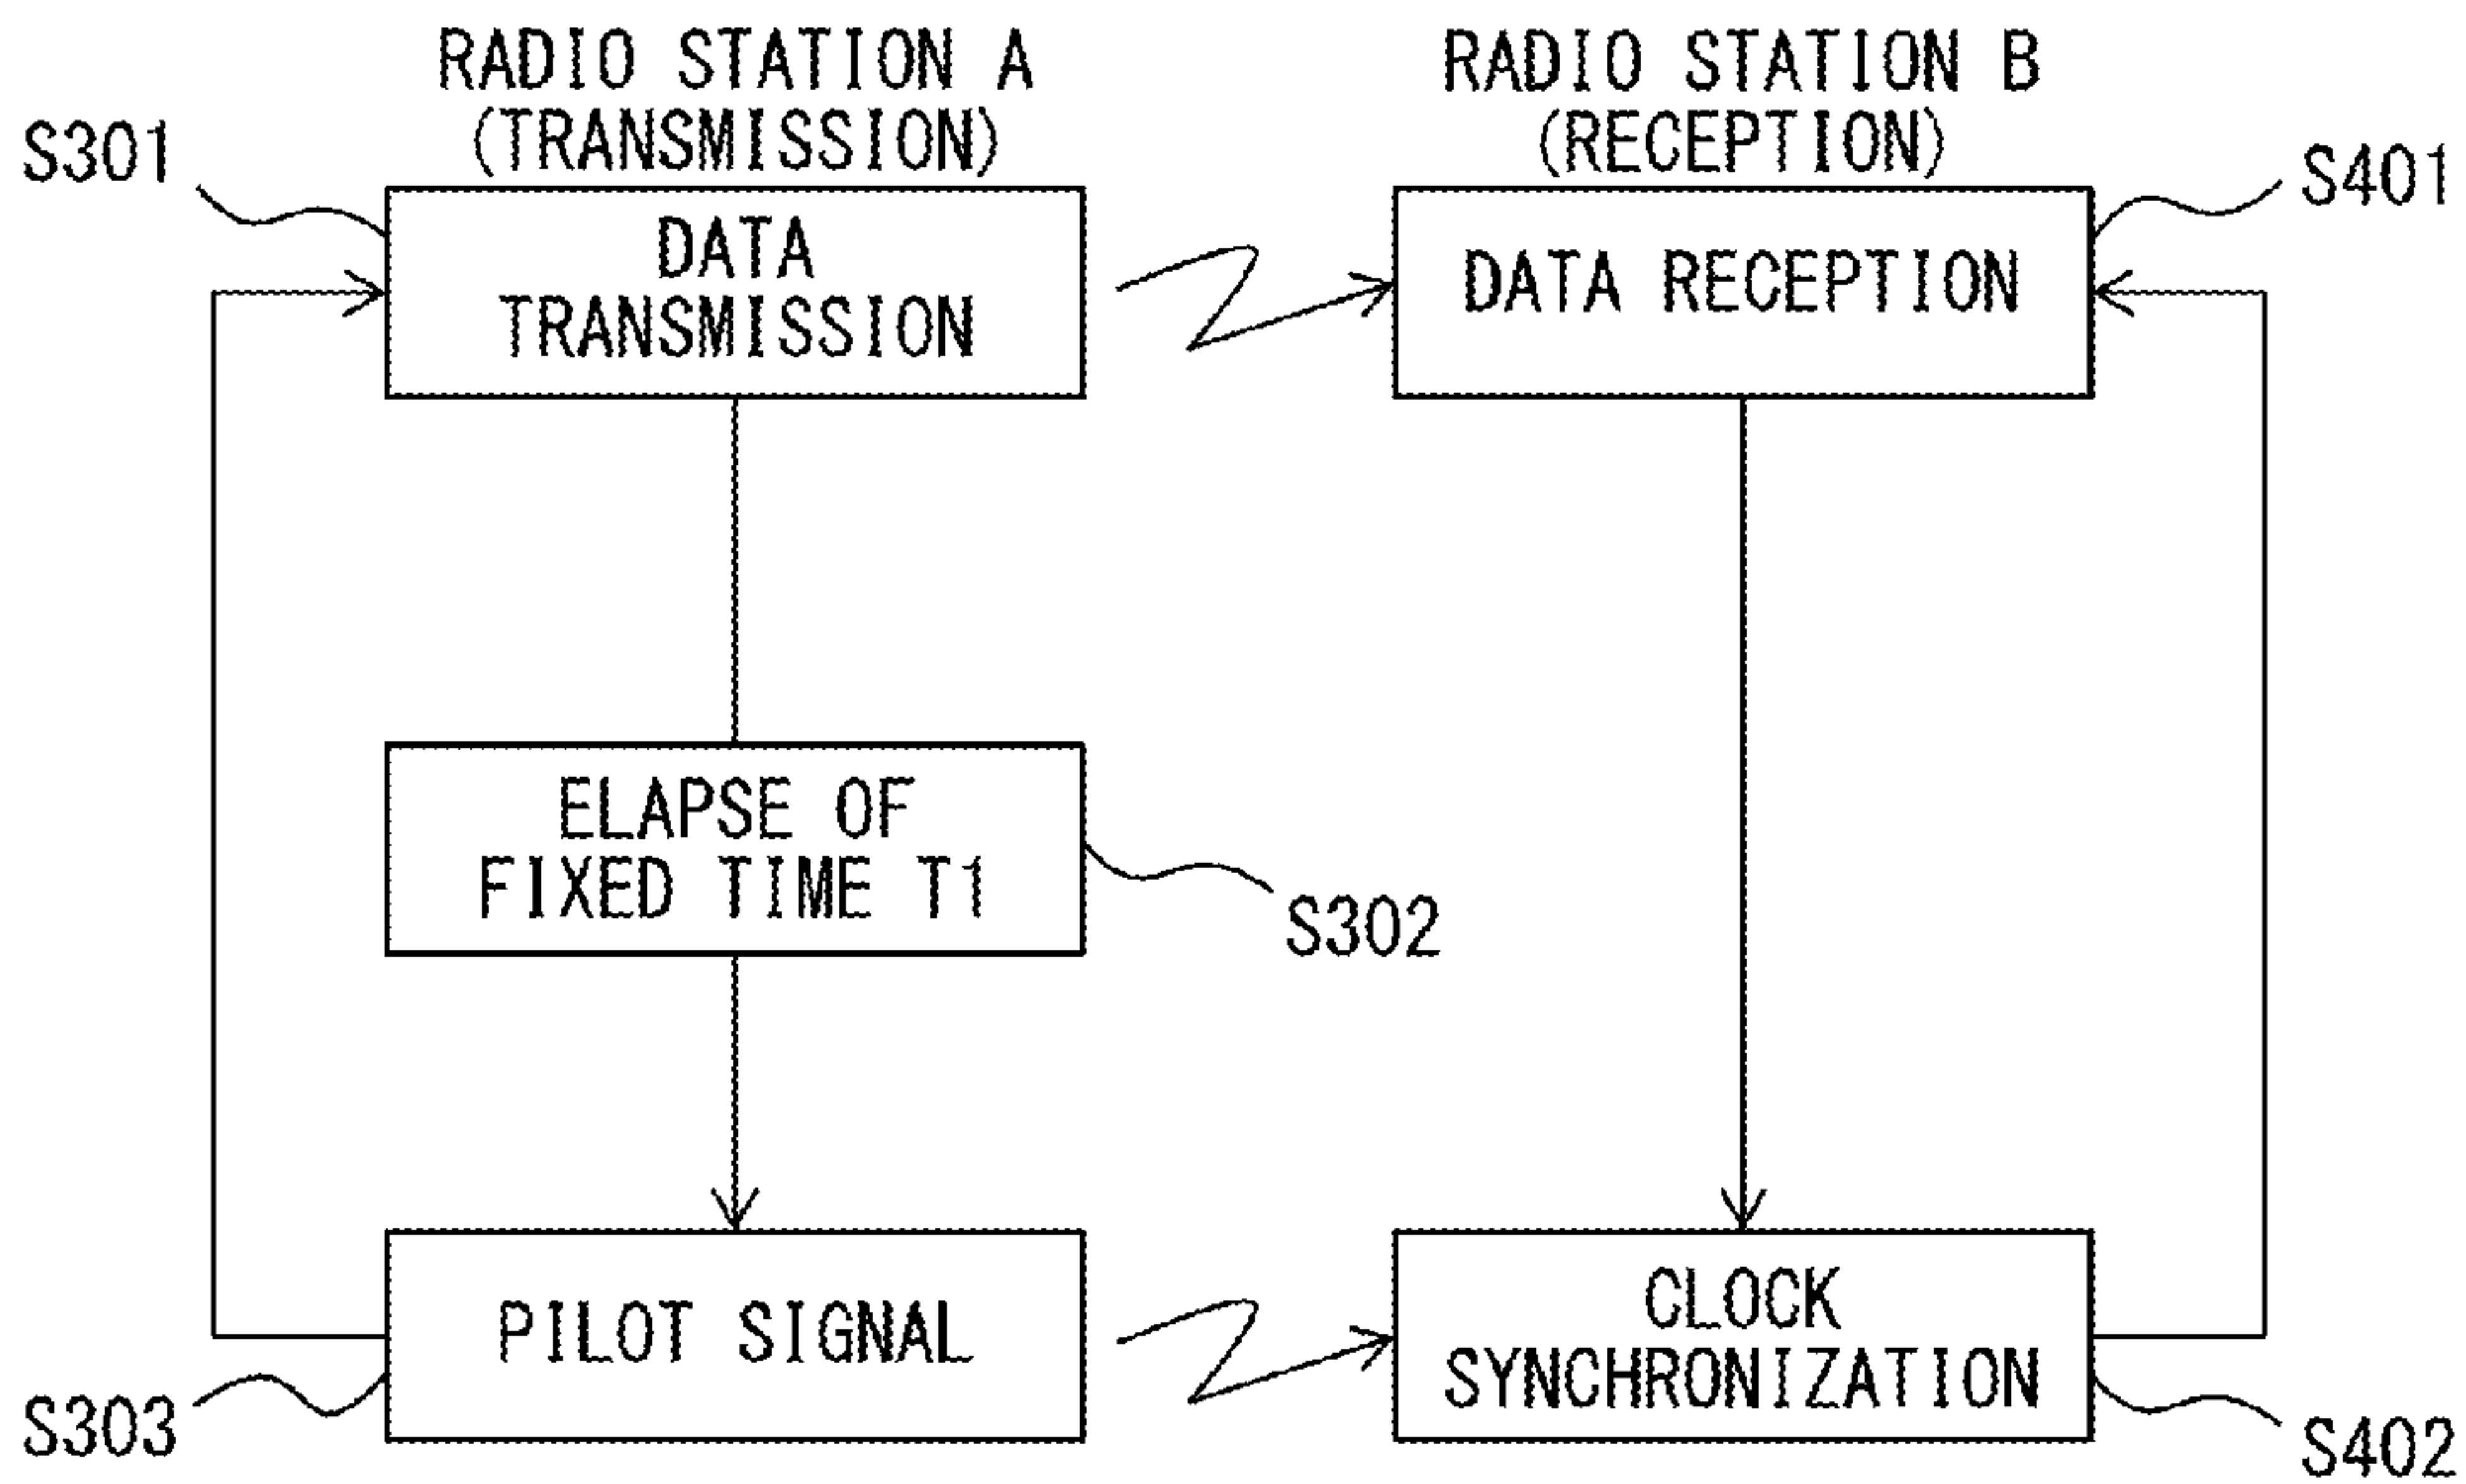 RADIO STATION A
(TRANSMISSION)
RADIO STATION B
(RECEPTION)
S301
S401
DATA
TRANSMISSION
DATA RECEPTION
ELAPSE OF
FIXED TIME T1
S302
PILOT SIGNAL
CLOCK
SYNCHRONIZATION
S303
S402